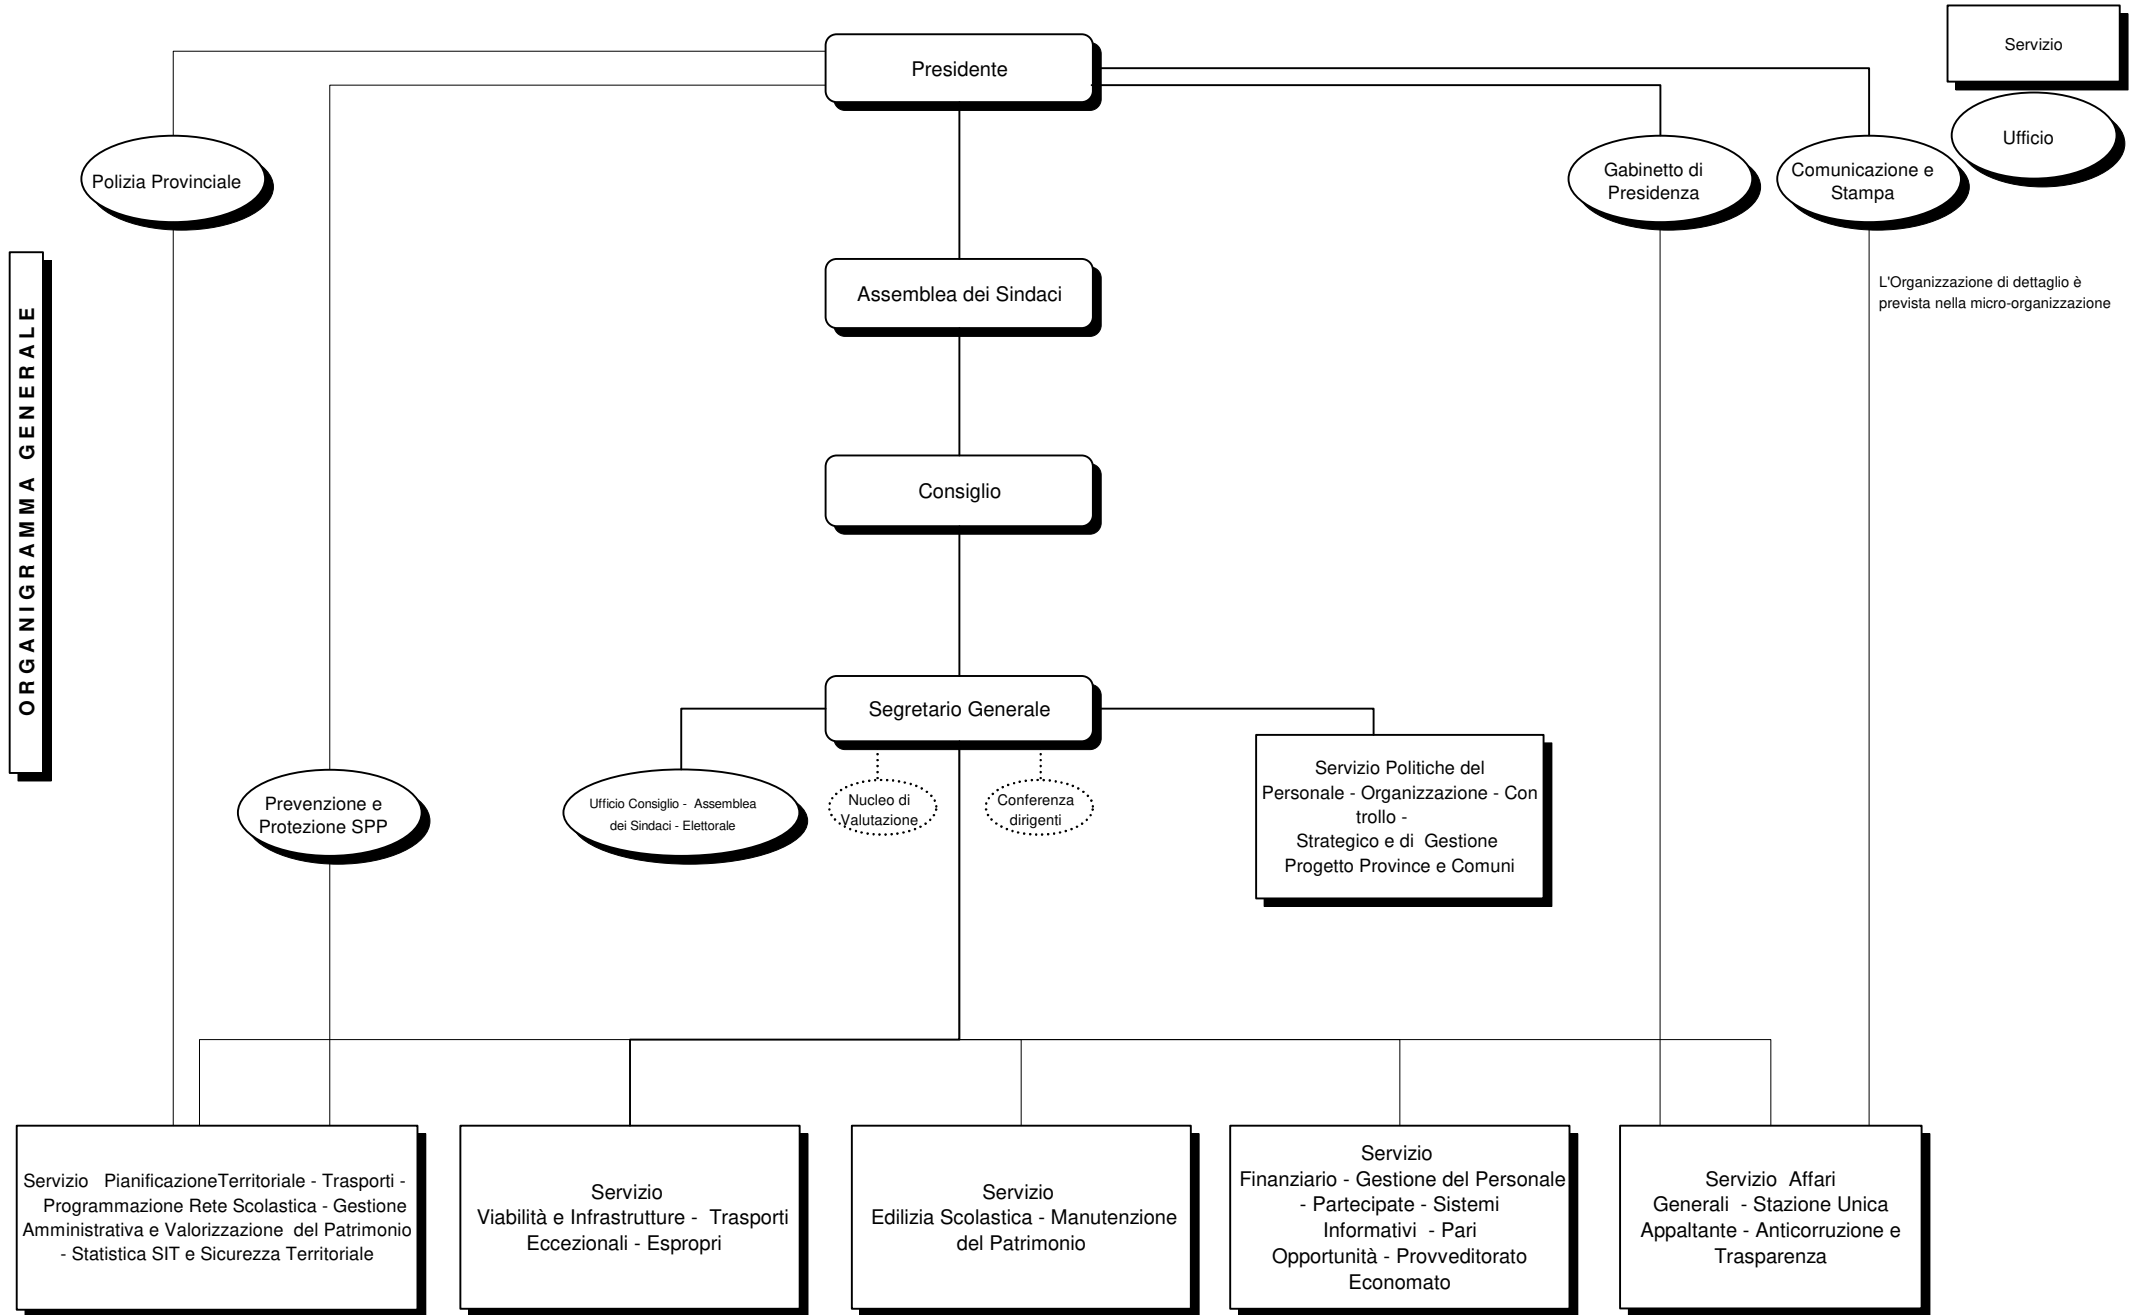 Presidente
Servizio
Ufficio
Polizia Provinciale
Gabinetto di
Presidenza
Comunicazione e
Stampa
ORGANIGRAMMA GENERALE
Assemblea dei Sindaci
L'Organizzazione di dettaglio è
prevista nella micro-organizzazione
Consiglio
Segretario Generale
Prevenzione e
Protezione SPP
Ufficio Consiglio - Assemblea
dei Sindaci - Elettorale
Nucleo di
Valutazione
Conferenza
dirigenti
Servizio Politiche del
Personale - Organizzazione - Con
trollo -
Strategico e di Gestione
Progetto Province e Comuni
Servizio PianificazioneTerritoriale - Trasporti -
Programmazione Rete Scolastica - Gestione
Amministrativa e Valorizzazione del Patrimonio
- Statistica SIT e Sicurezza Territoriale
Servizio
Viabilità e Infrastrutture - Trasporti
Eccezionali - Espropri
Servizio
Edilizia Scolastica - Manutenzione
del Patrimonio
Servizio
Finanziario - Gestione del Personale
- Partecipate - Sistemi
Informativi - Pari
Opportunità - Provveditorato
Economato
Servizio Affari
Generali - Stazione Unica
Appaltante - Anticorruzione e
Trasparenza